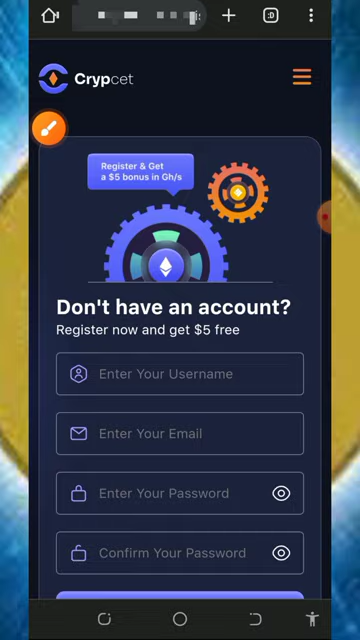 :D
Crypcet
Register & Get
a $5 bonus in Gh/s
Don't have an account?
Register now and get $5 free
Enter Your Username
Enter Your Email
Enter Your Password
Confirm Your Password